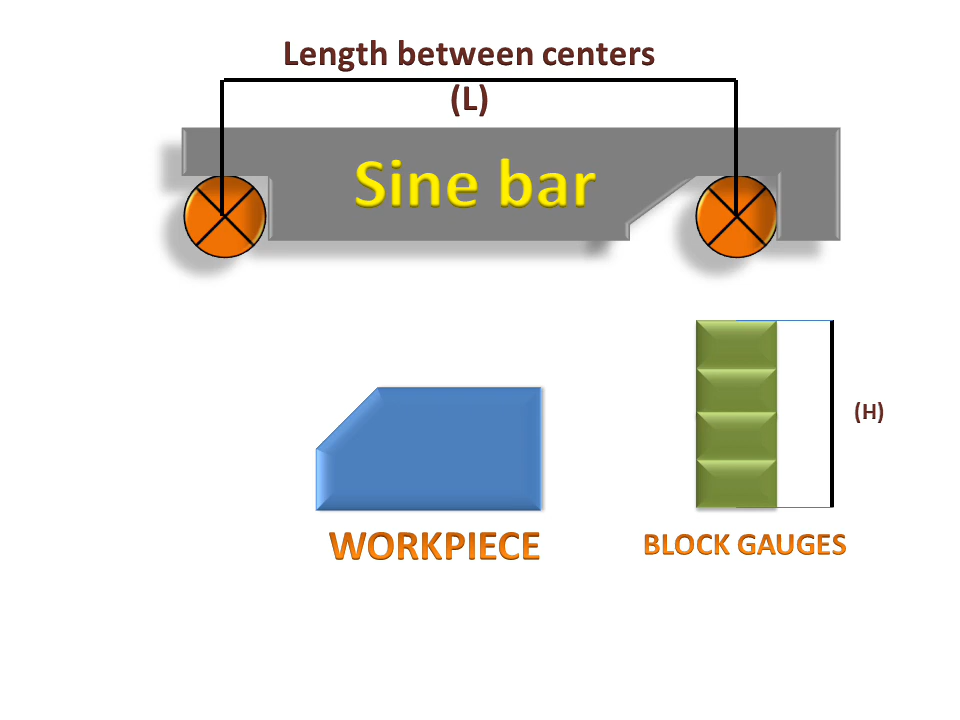 Length between centers
(L)
Sine bar
(H)
WORKPIECE
BLOCK GAUGES